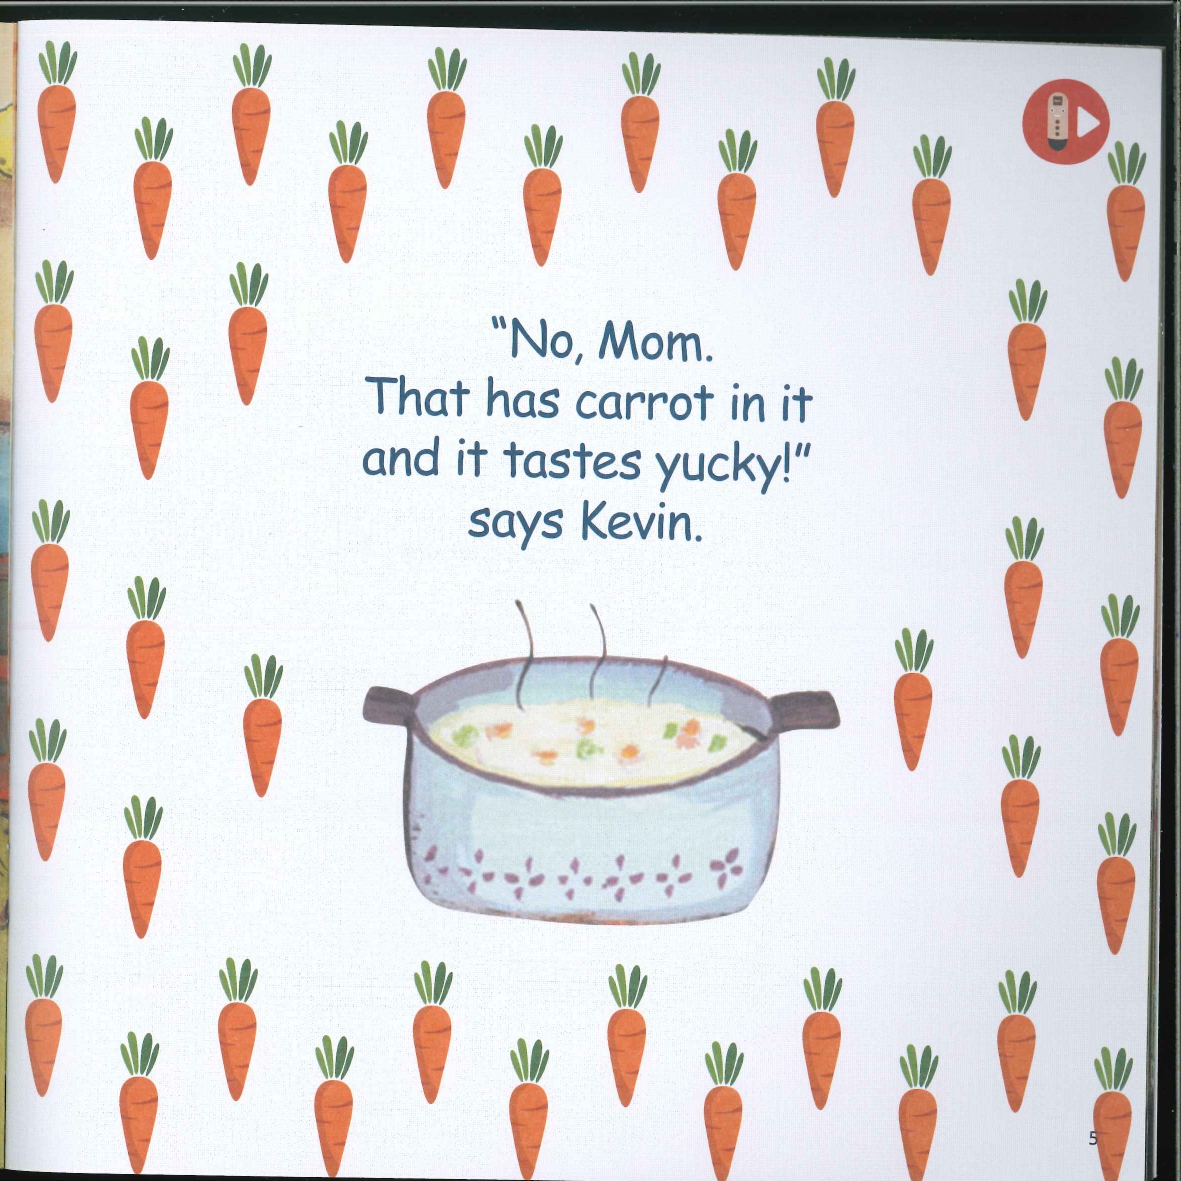 “No, Mom.
That has carrot in it
and it tastes yucky!”
says Kevin.
5